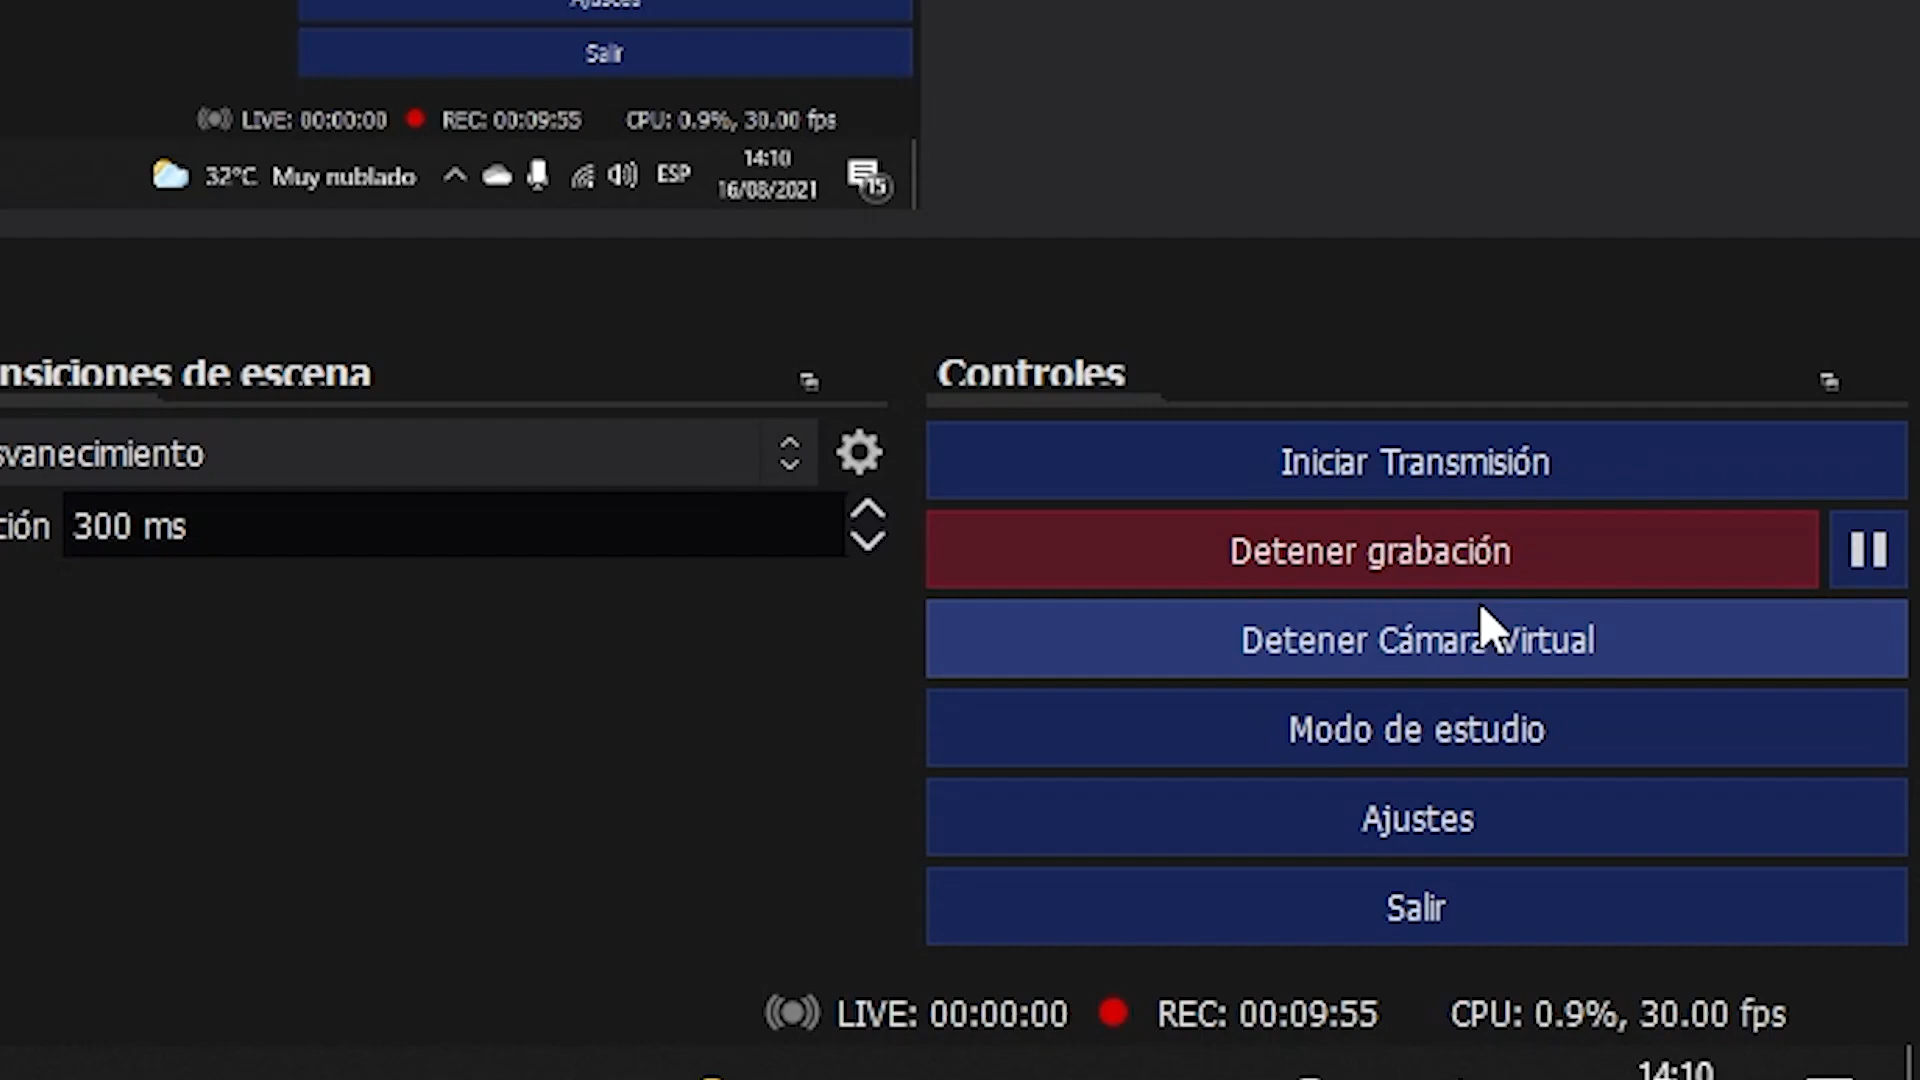 Ajustes
Salir
LIVE: 00:00:00 REC: 00:09:55 CPU: 0.9%, 30.00 fps
32°C Muy nublado ESP 14:10
16/08/2021 15
nsiciones de escena
Controles
svanecimiento
ción 300 ms
Iniciar Transmisión
Detener grabación
Detener Cámara Virtual
Modo de estudio
Ajustes
Salir
LIVE: 00:00:00 REC: 00:09:55 CPU: 0.9%, 30.00 fps
14:10